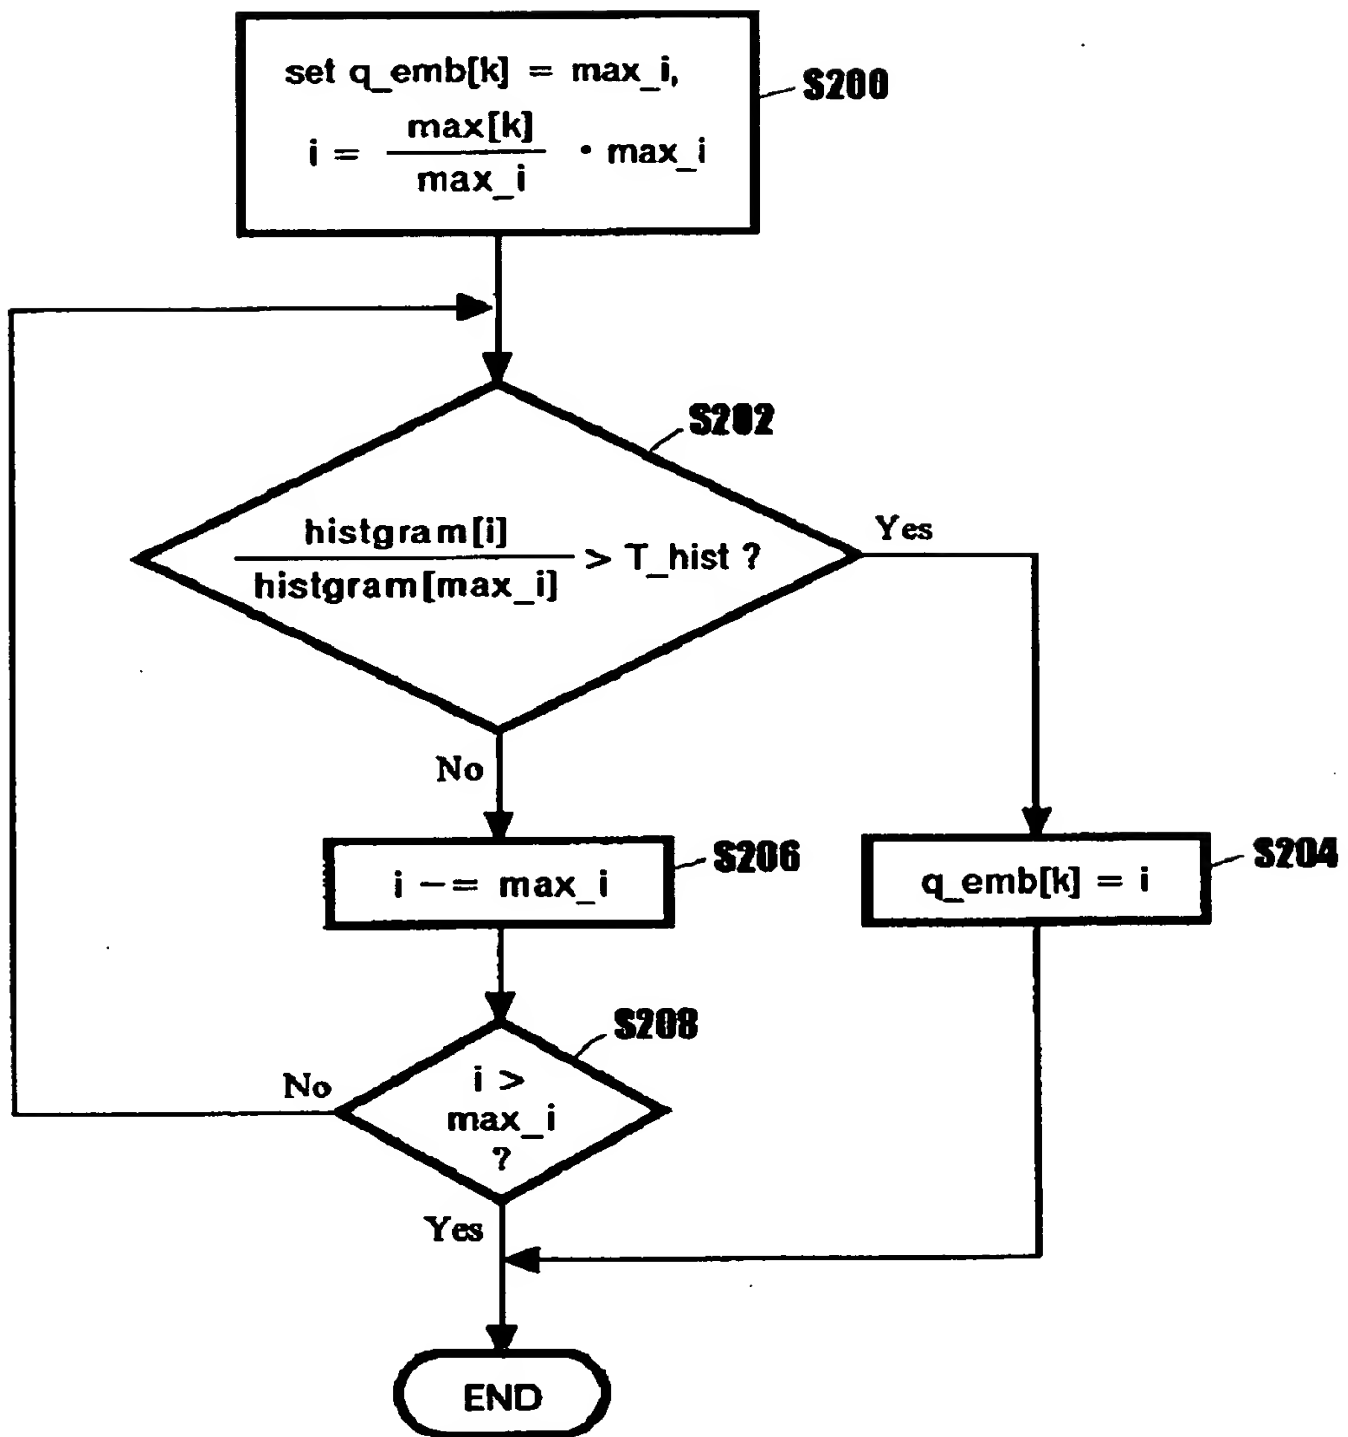 set q_emb[k] = max_i,
i = max[k] / max_i · max_i
S200
S202
histgram[i] / histgram[max_i] > T_hist ?
Yes
No
i -= max_i
S206
q_emb[k] = i
S204
S208
i >
max_i
?
No
Yes
END